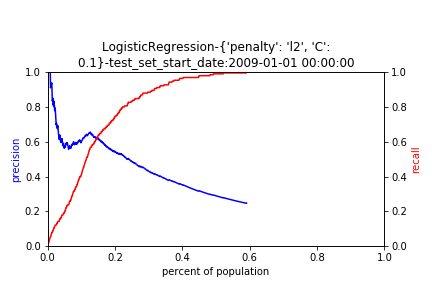 LogisticRegression-{'penalty': 'l2', 'C':
0.1}-test_set_start_date:2009-01-01 00:00:00
1.0
0.8
0.6
0.4
0.2
0.0
precision
1.0
0.8
0.6
0.4
0.2
0.0
recall
0.0 0.2 0.4 0.6 0.8 1.0
percent of population